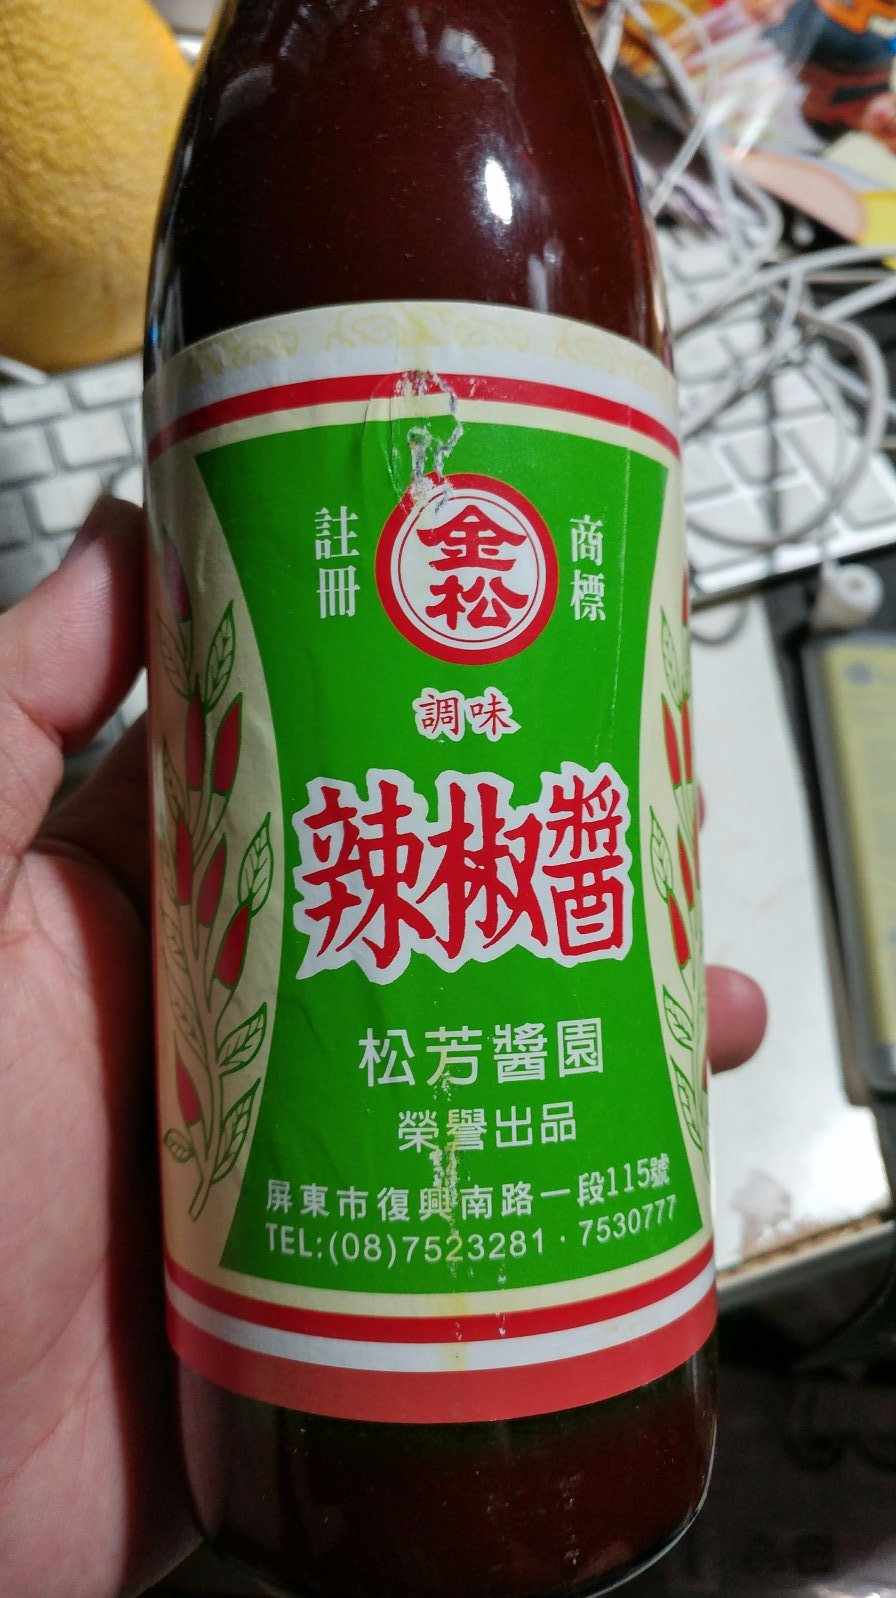 註冊
金松
商標
調味
辣椒醬
松芳醬園
榮譽出品
屏東市復興南路一段115號
TEL:(08)7523281·7530777